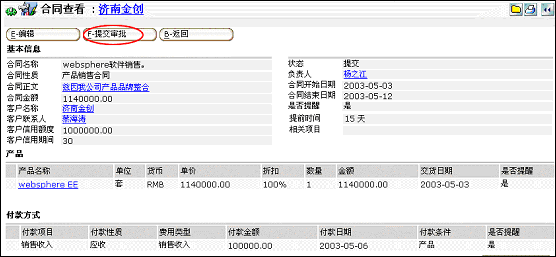 合同查看 : 济南金创
E-编辑 F-提交审批 B-返回
基本信息
合同名称 websphere软件销售。 状态 提交
合同性质 产品销售合同 负责人 杨之江
合同正文 兹因我公司产品品牌整合 合同开始日期 2003-05-03
合同金额 1140000.00 合同结束日期 2003-05-12
客户名称 济南金创 是否提醒 是
客户联系人 蔡海涛 提前时间 15 天
客户信用额度 1000000.00 相关项目
客户信用期间 30
产品
产品名称 单位 货币 单价 折扣 数量 金额 交货日期 是否提醒
websphere EE 套 RMB 1140000.00 100% 1 1140000.00 2003-05-03 是
付款方式
付款项目 付款性质 费用类型 付款金额 付款日期 付款条件 是否提醒
销售收入 应收 销售收入 100000.00 2003-05-06 产品 是